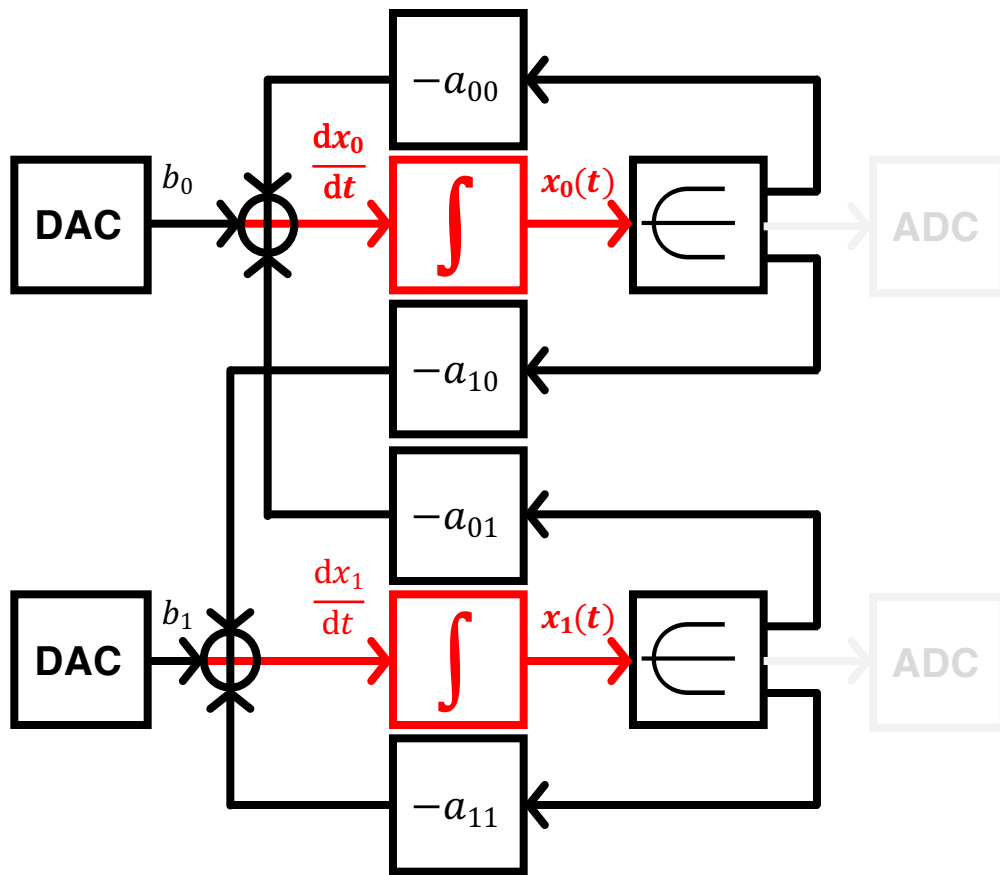 −a₀₀
DAC
b₀
dx₀
dt
∫
x₀(t)
ADC
−a₁₀
−a₀₁
DAC
b₁
dx₁
dt
∫
x₁(t)
ADC
−a₁₁